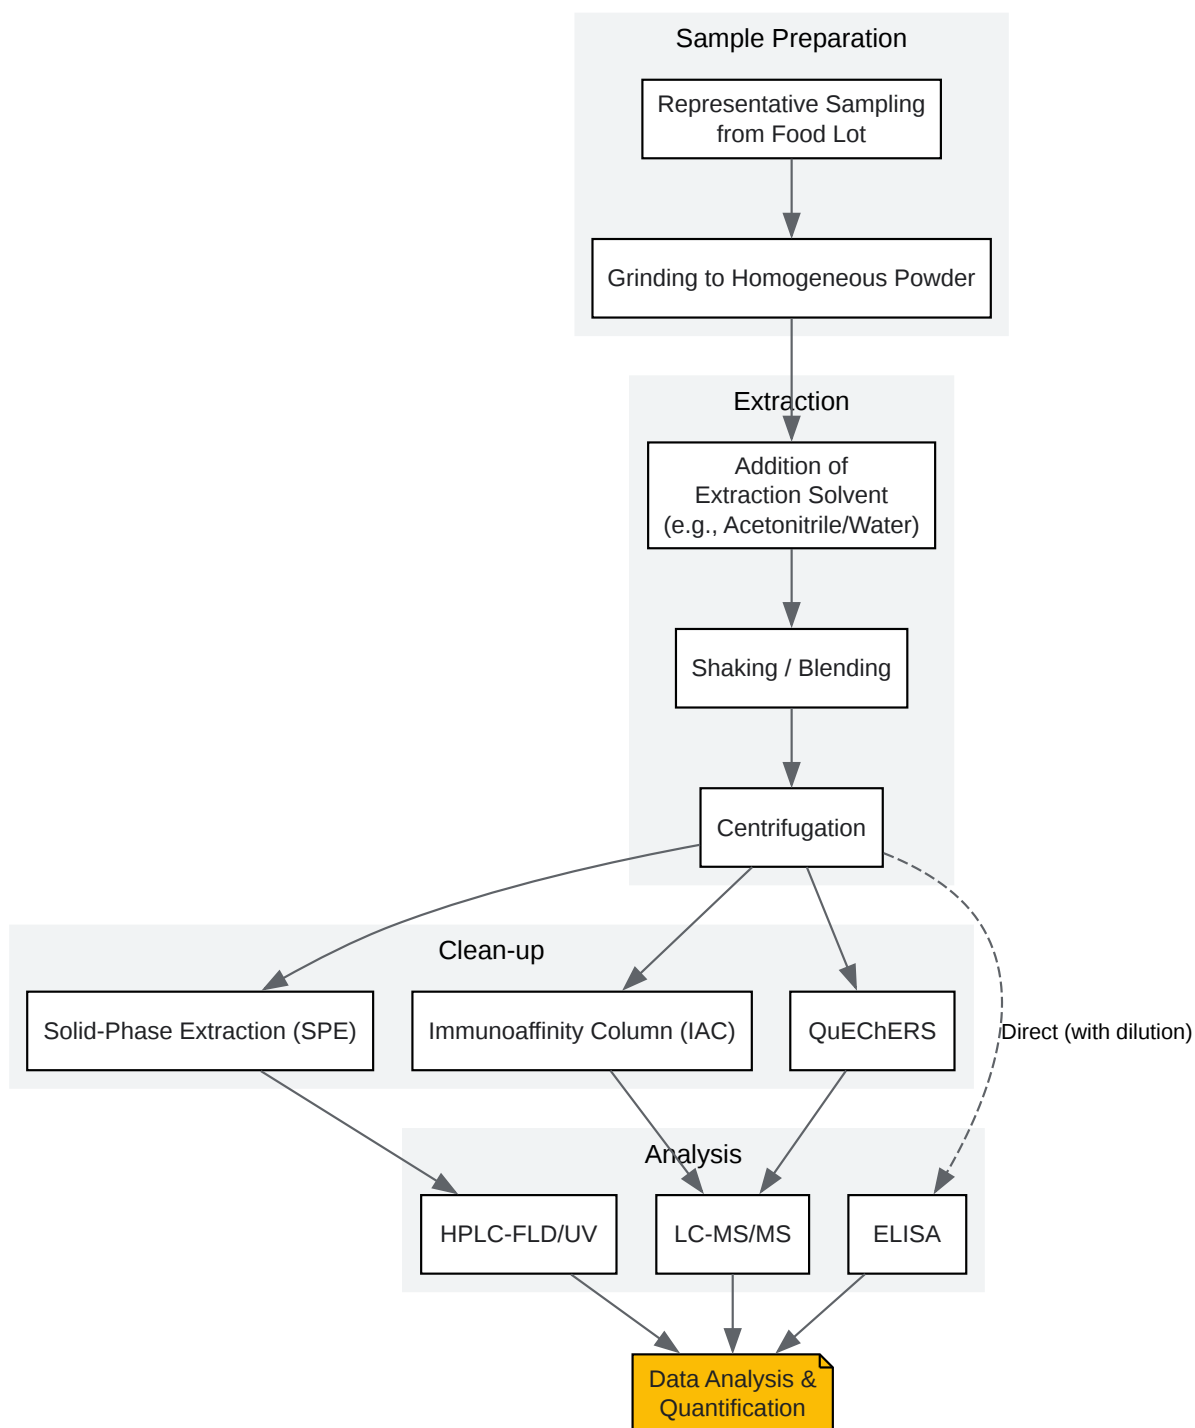 Sample Preparation
Representative Sampling
from Food Lot
Grinding to Homogeneous Powder
Extraction
Addition of
Extraction Solvent
(e.g., Acetonitrile/Water)
Shaking / Blending
Centrifugation
Clean-up
Solid-Phase Extraction (SPE)
Immunoaffinity Column (IAC)
QuEChERS
Direct (with dilution)
Analysis
HPLC-FLD/UV
LC-MS/MS
ELISA
Data Analysis &
Quantification